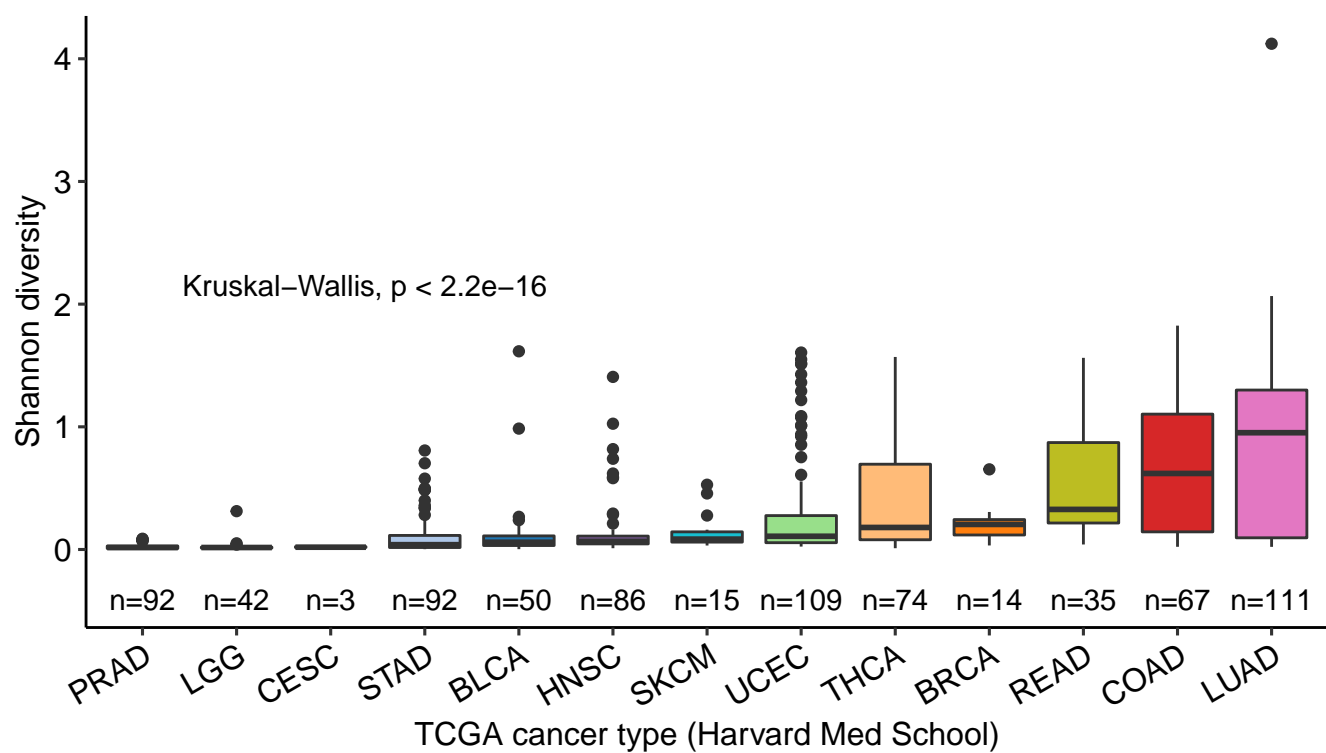 4
3
2
1
0
Shannon diversity
Kruskal−Wallis, p < 2.2e−16
n=92 n=42 n=3 n=92 n=50 n=86 n=15 n=109 n=74 n=14 n=35 n=67 n=111
PRAD LGG CESC STAD BLCA HNSC SKCM UCEC THCA BRCA READ COAD LUAD
TCGA cancer type (Harvard Med School)